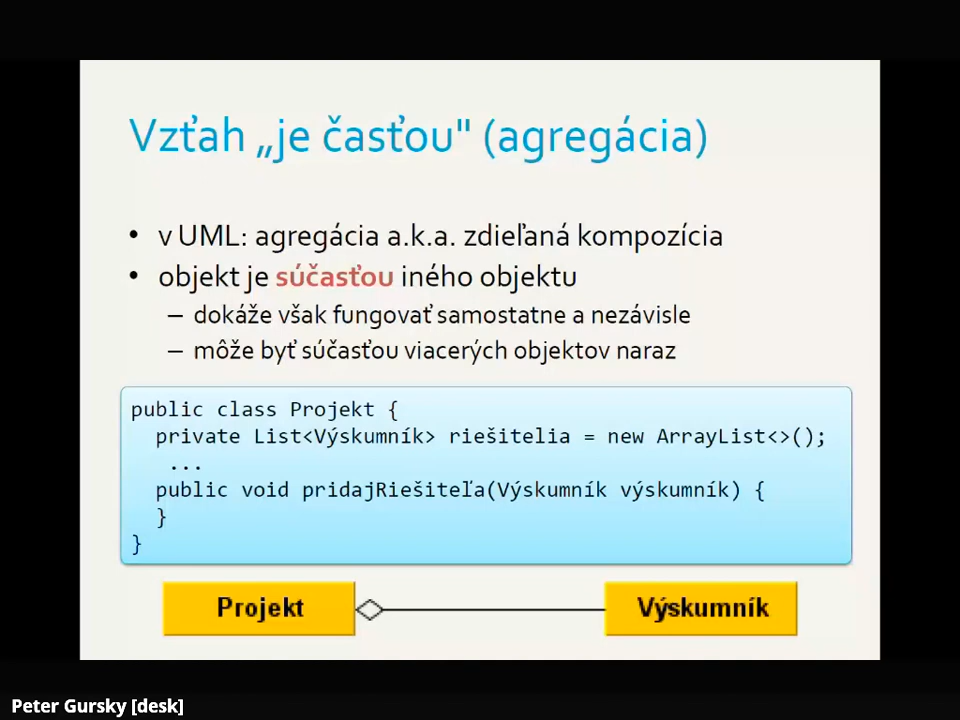 Vzťah „je časťou" (agregácia)
• v UML: agregácia a.k.a. zdieľaná kompozícia
• objekt je súčasťou iného objektu
– dokáže však fungovať samostatne a nezávisle
– môže byť súčasťou viacerých objektov naraz
public class Projekt {
private List<Výskumník> riešitelia = new ArrayList<>();
...
public void pridajRiešiteľa(Výskumník výskumník) {
}
}
Projekt
Výskumník
Peter Gursky [desk]